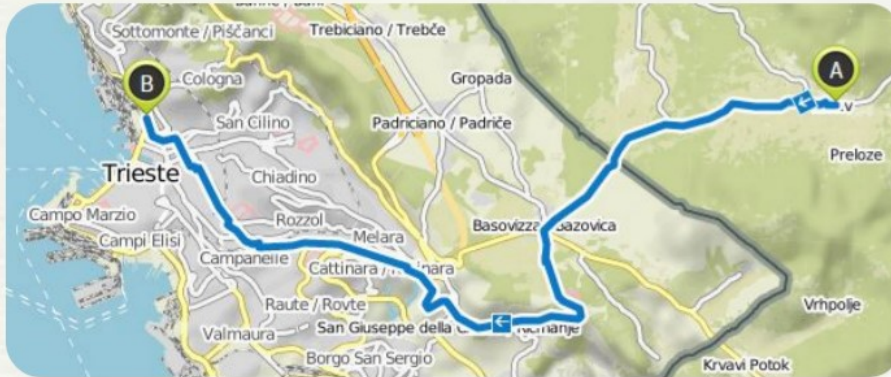 Sottomonte / Piščanci
Trebiciano / Trebče
A
B
Cologna
Gropada
San Cilino
Padriciano / Padriče
Preloze
Trieste
Chiadino
Campo Marzio
Rozzol
Basovizza
Bazovica
Campi Elisi
Melara
Campanelle
Cattinara /
Raute / Rovte
Vrhpolje
San Giuseppe della
Valmaura
Borgo San Sergio
Krvavi Potok